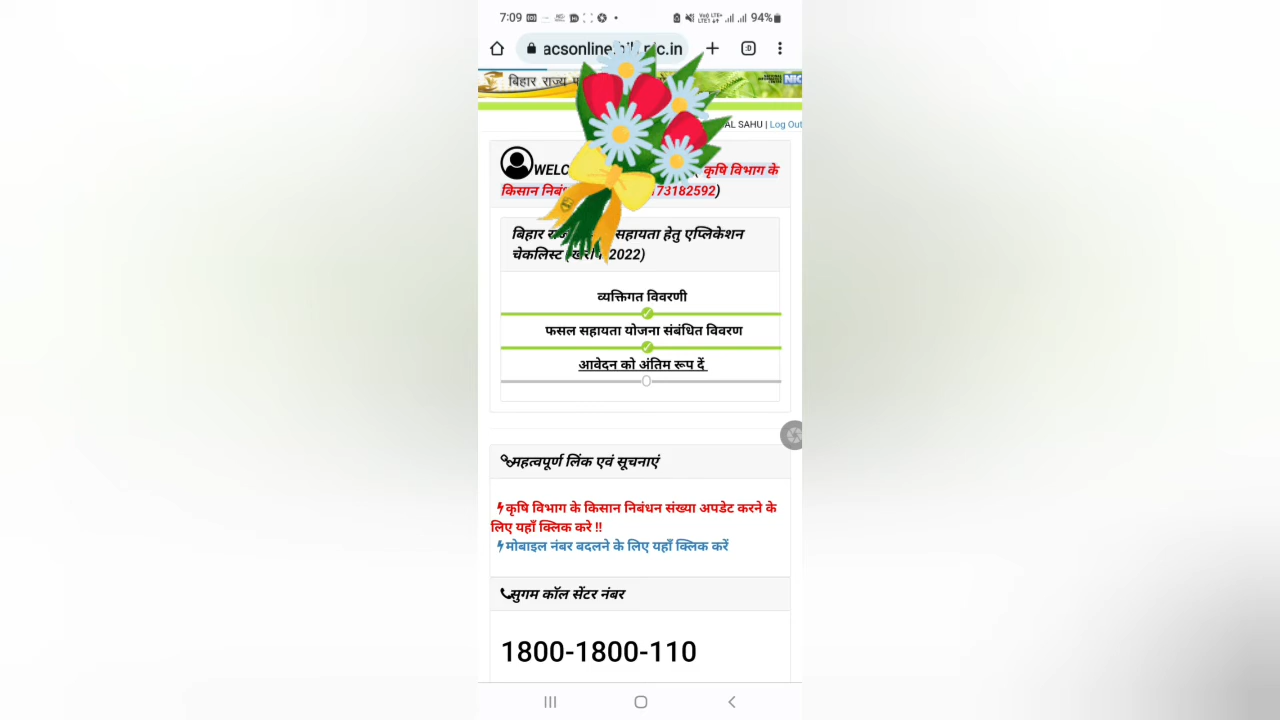 7:09 94%
acsonline
बिहार राज्य
AL SAHU | Log Out
कृषि विभाग के
किसान 73182592)
बिहार सहायता हेतु एप्लिकेशन
चेकलिस्ट 2022)
व्यक्तिगत विवरणी
फसल सहायता योजना संबंधित विवरण
आवेदन को अंतिम रूप दें
महत्वपूर्ण लिंक एवं सूचनाएं
कृषि विभाग के किसान निबंधन संख्या अपडेट करने के
लिए यहाँ क्लिक करे !!
मोबाइल नंबर बदलने के लिए यहाँ क्लिक करें
सुगम कॉल सेंटर नंबर
1800-1800-110